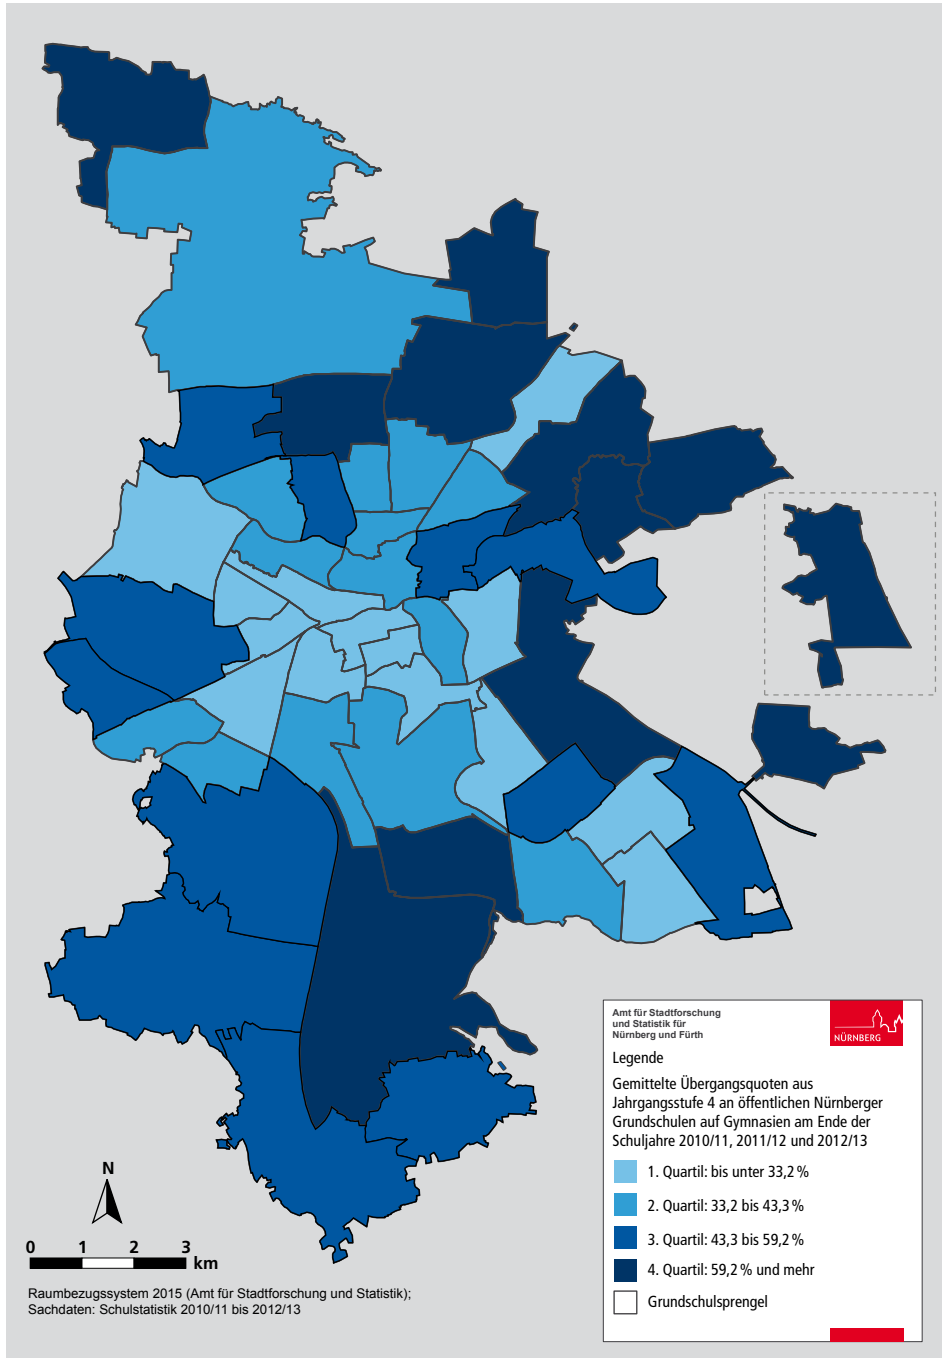 Amt für Stadtforschung
und Statistik für
Nürnberg und Fürth
NÜRNBERG
Legende
Gemittelte Übergangsquoten aus
Jahrgangsstufe 4 an öffentlichen Nürnberger
Grundschulen auf Gymnasien am Ende der
Schuljahre 2010/11, 2011/12 und 2012/13
1. Quartil: bis unter 33,2 %
2. Quartil: 33,2 bis 43,3 %
3. Quartil: 43,3 bis 59,2 %
4. Quartil: 59,2 % und mehr
Grundschulsprengel
N
0 1 2 3
km
Raumbezugssystem 2015 (Amt für Stadtforschung und Statistik);
Sachdaten: Schulstatistik 2010/11 bis 2012/13